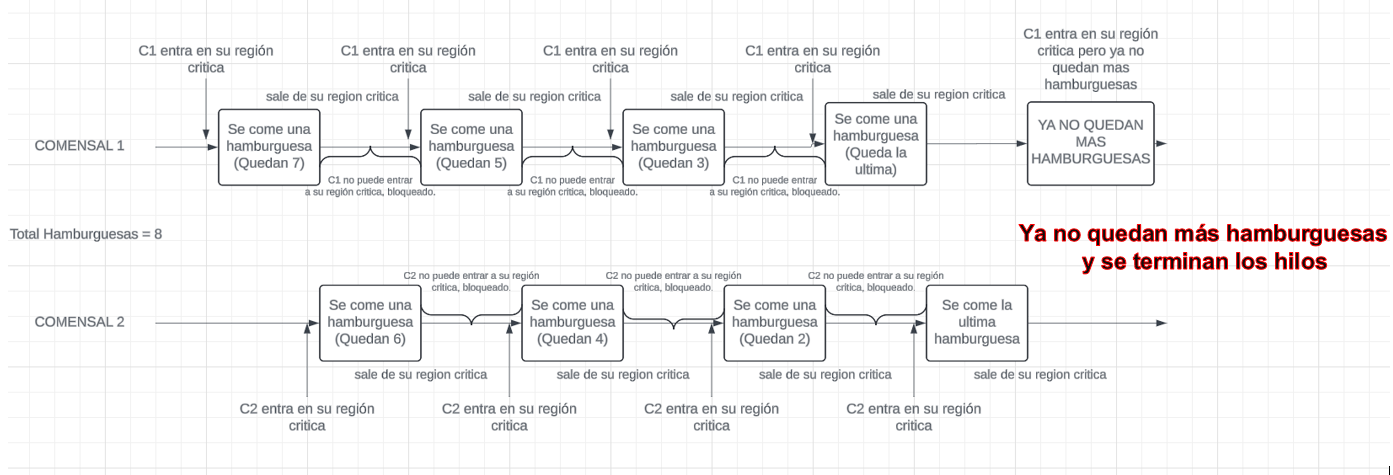 C1 entra en su región
critica
C1 entra en su región
critica
C1 entra en su región
critica
C1 entra en su región
critica
C1 entra en su región
critica pero ya no
quedan mas
hamburguesas
sale de su region critica
sale de su region critica
sale de su region critica
sale de su region critica
COMENSAL 1
Se come una
hamburguesa
(Quedan 7)
Se come una
hamburguesa
(Quedan 5)
Se come una
hamburguesa
(Quedan 3)
Se come una
hamburguesa
(Queda la
ultima)
YA NO QUEDAN
MAS
HAMBURGUESAS
C1 no puede entrar
a su región critica, bloqueado.
C1 no puede entrar
a su región critica, bloqueado.
C1 no puede entrar
a su región critica, bloqueado.
Total Hamburguesas = 8
Ya no quedan más hamburguesas
y se terminan los hilos
C2 no puede entrar a su región
critica, bloqueado.
C2 no puede entrar a su región
critica, bloqueado.
C2 no puede entrar a su región
critica, bloqueado.
COMENSAL 2
Se come una
hamburguesa
(Quedan 6)
Se come una
hamburguesa
(Quedan 4)
Se come una
hamburguesa
(Quedan 2)
Se come la
ultima
hamburguesa
sale de su region critica
sale de su region critica
sale de su region critica
sale de su region critica
C2 entra en su región
critica
C2 entra en su región
critica
C2 entra en su región
critica
C2 entra en su región
critica